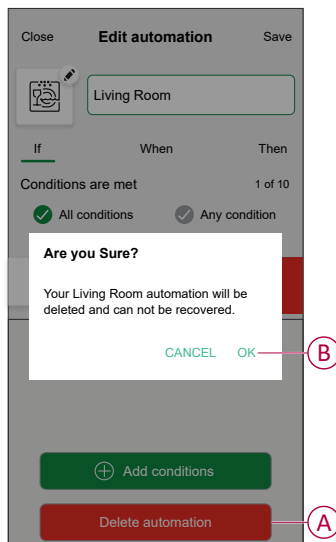 Close Edit automation Save
Living Room
If When Then
Conditions are met 1 of 10
All conditions Any condition
Are you Sure?
Your Living Room automation will be
deleted and can not be recovered.
CANCEL OK
B
Add conditions
Delete automation
A